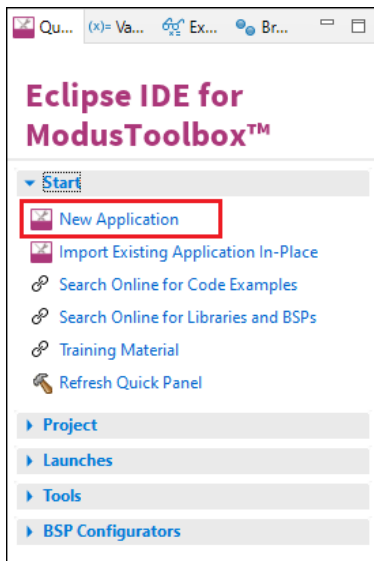 Qu... (x)= Va... Ex... Br...
Eclipse IDE for
ModusToolbox™
Start
New Application
Import Existing Application In-Place
Search Online for Code Examples
Search Online for Libraries and BSPs
Training Material
Refresh Quick Panel
Project
Launches
Tools
BSP Configurators